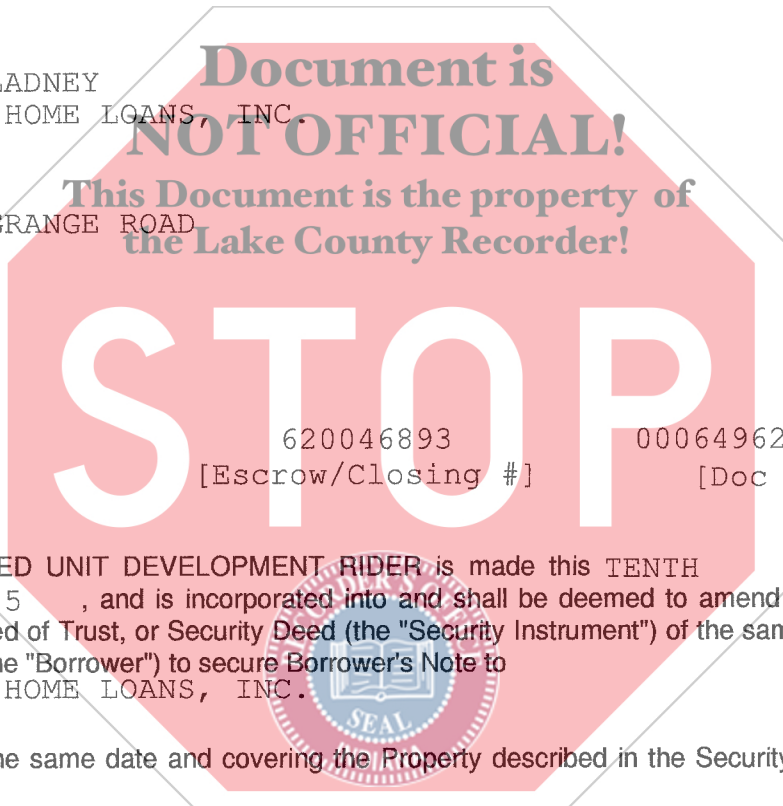 Document is
LADNEY
HOME LOANS, INC.
NOT OFFICIAL!
This Document is the property of
GRANGE ROAD
the Lake County Recorder!
STOP
620046893 00064962
[Escrow/Closing #] [Doc
ED UNIT DEVELOPMENT RIDER is made this TENTH
5 , and is incorporated into and shall be deemed to amend
ed of Trust, or Security Deed (the "Security Instrument") of the sam
ne "Borrower") to secure Borrower's Note to
HOME LOANS, INC.
SEAL
he same date and covering the Property described in the Security